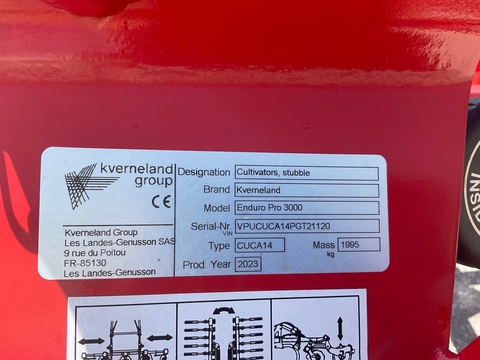 kverneland
group
CE
Kverneland Group
Les Landes-Genusson SAS
9 rue du Poitou
FR-85130
Les Landes-Genusson
Designation Cultivators, stubble
Brand Kverneland
Model Enduro Pro 3000
Serial-Nr. VPUCUCA14PGT21120
VIN
Type CUCA14 Mass 1995
kg
Prod. Year 2023